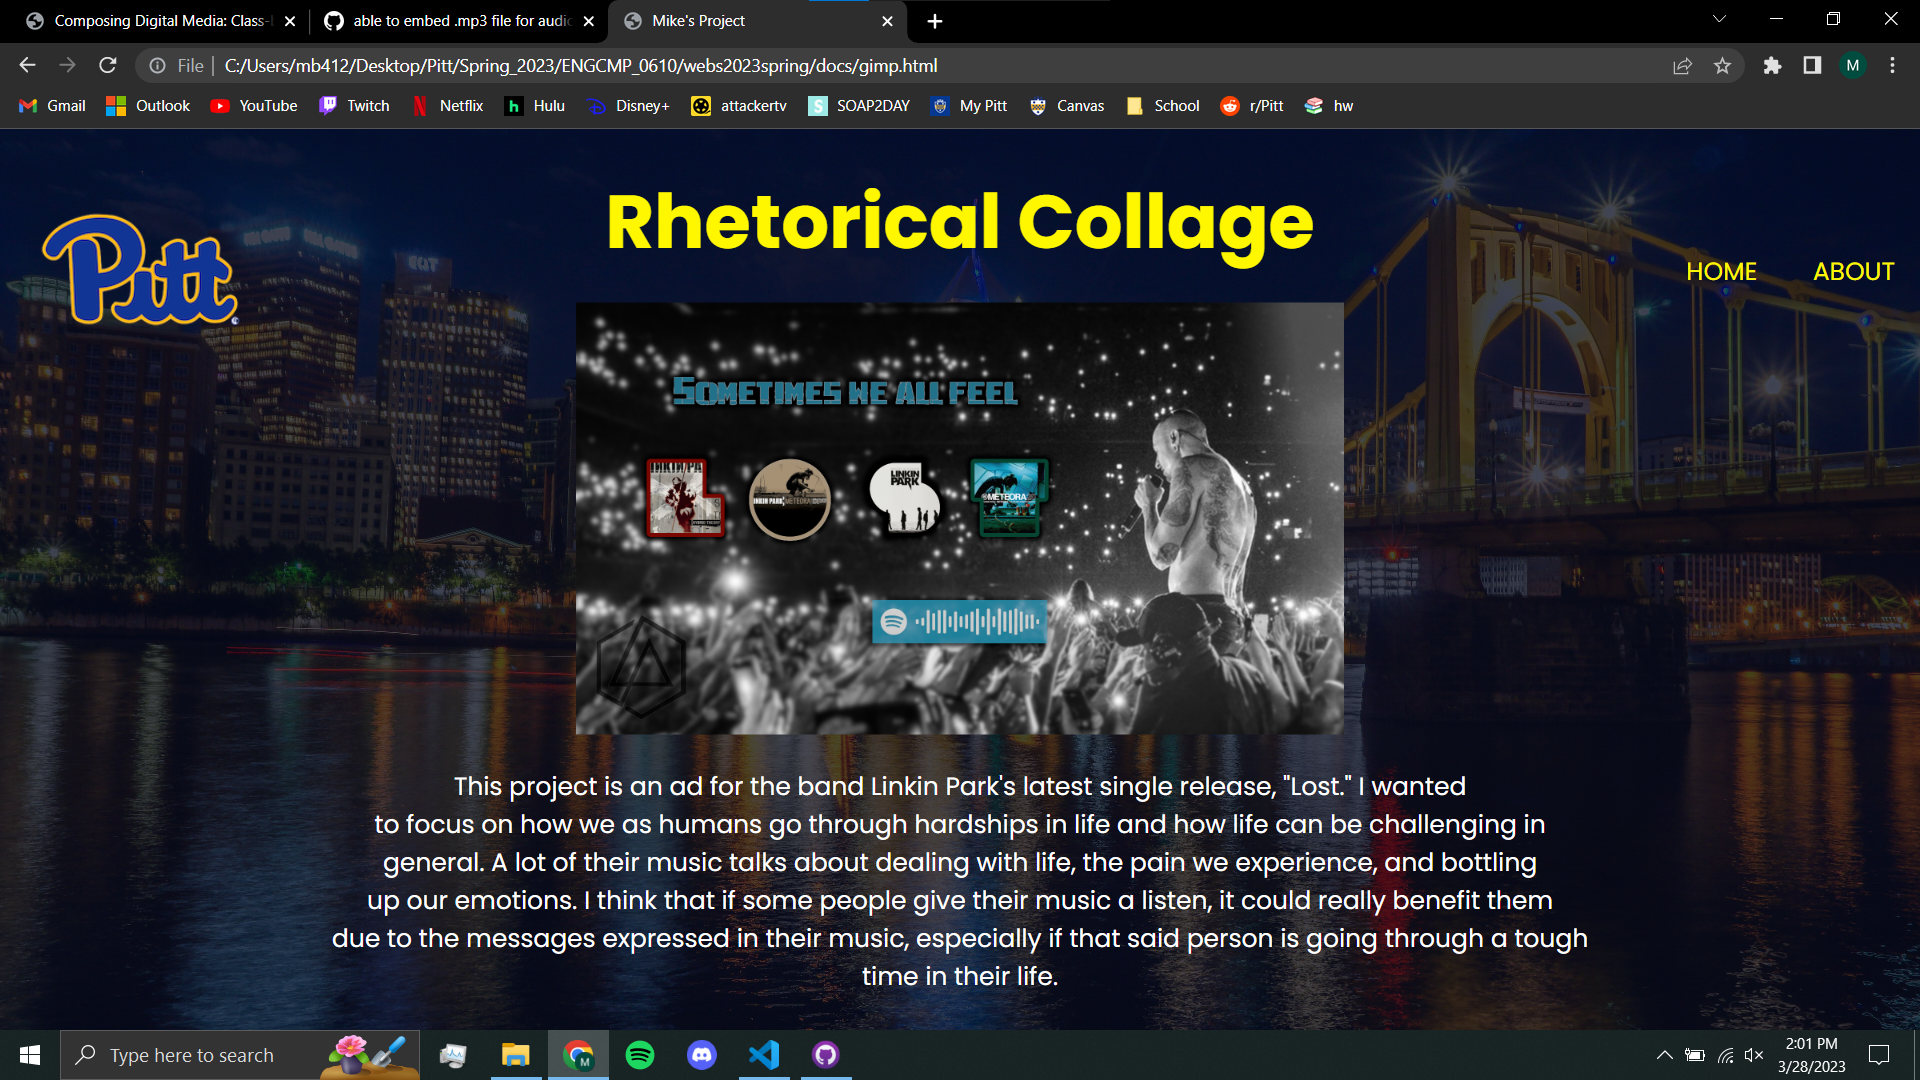 Composing Digital Media: Class-
able to embed .mp3 file for audio
Mike's Project
File
C:/Users/mb412/Desktop/Pitt/Spring_2023/ENGCMP_0610/webs2023spring/docs/gimp.html
M
Gmail
Outlook
YouTube
Twitch
Netflix
Hulu
Disney+
attackertv
SOAP2DAY
My Pitt
Canvas
School
r/Pitt
hw
Pitt
Rhetorical Collage
HOME
ABOUT
SOMETIMES WE ALL FEEL
LINKIN PARK
METEORA
LINKIN
PARK
METEORA
This project is an ad for the band Linkin Park's latest single release, "Lost." I wanted
to focus on how we as humans go through hardships in life and how life can be challenging in
general. A lot of their music talks about dealing with life, the pain we experience, and bottling
up our emotions. I think that if some people give their music a listen, it could really benefit them
due to the messages expressed in their music, especially if that said person is going through a tough
time in their life.
Type here to search
2:01 PM
3/28/2023